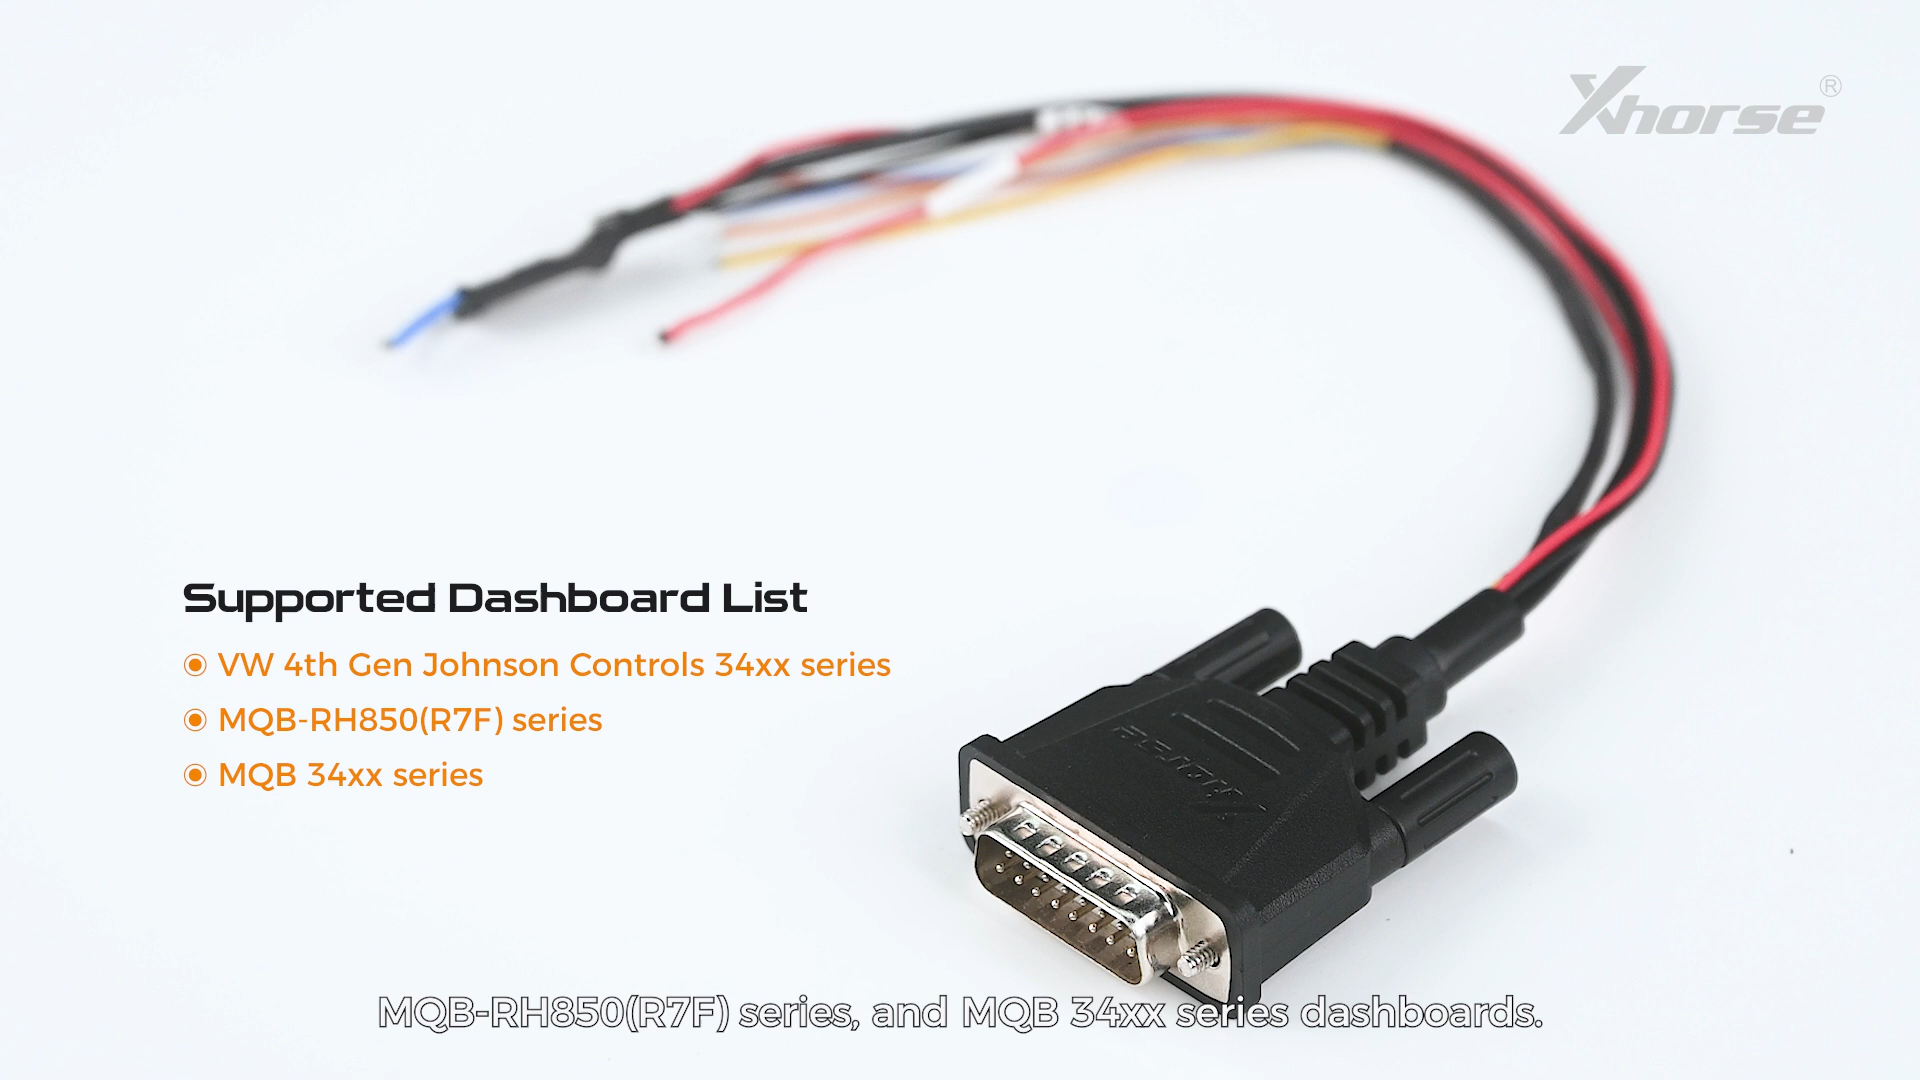 Xhorse®
Supported Dashboard List
VW 4th Gen Johnson Controls 34xx series
MQB-RH850(R7F) series
MQB 34xx series
Xhorse
MQB-RH850(R7F) series, and MQB 34xx series dashboards.